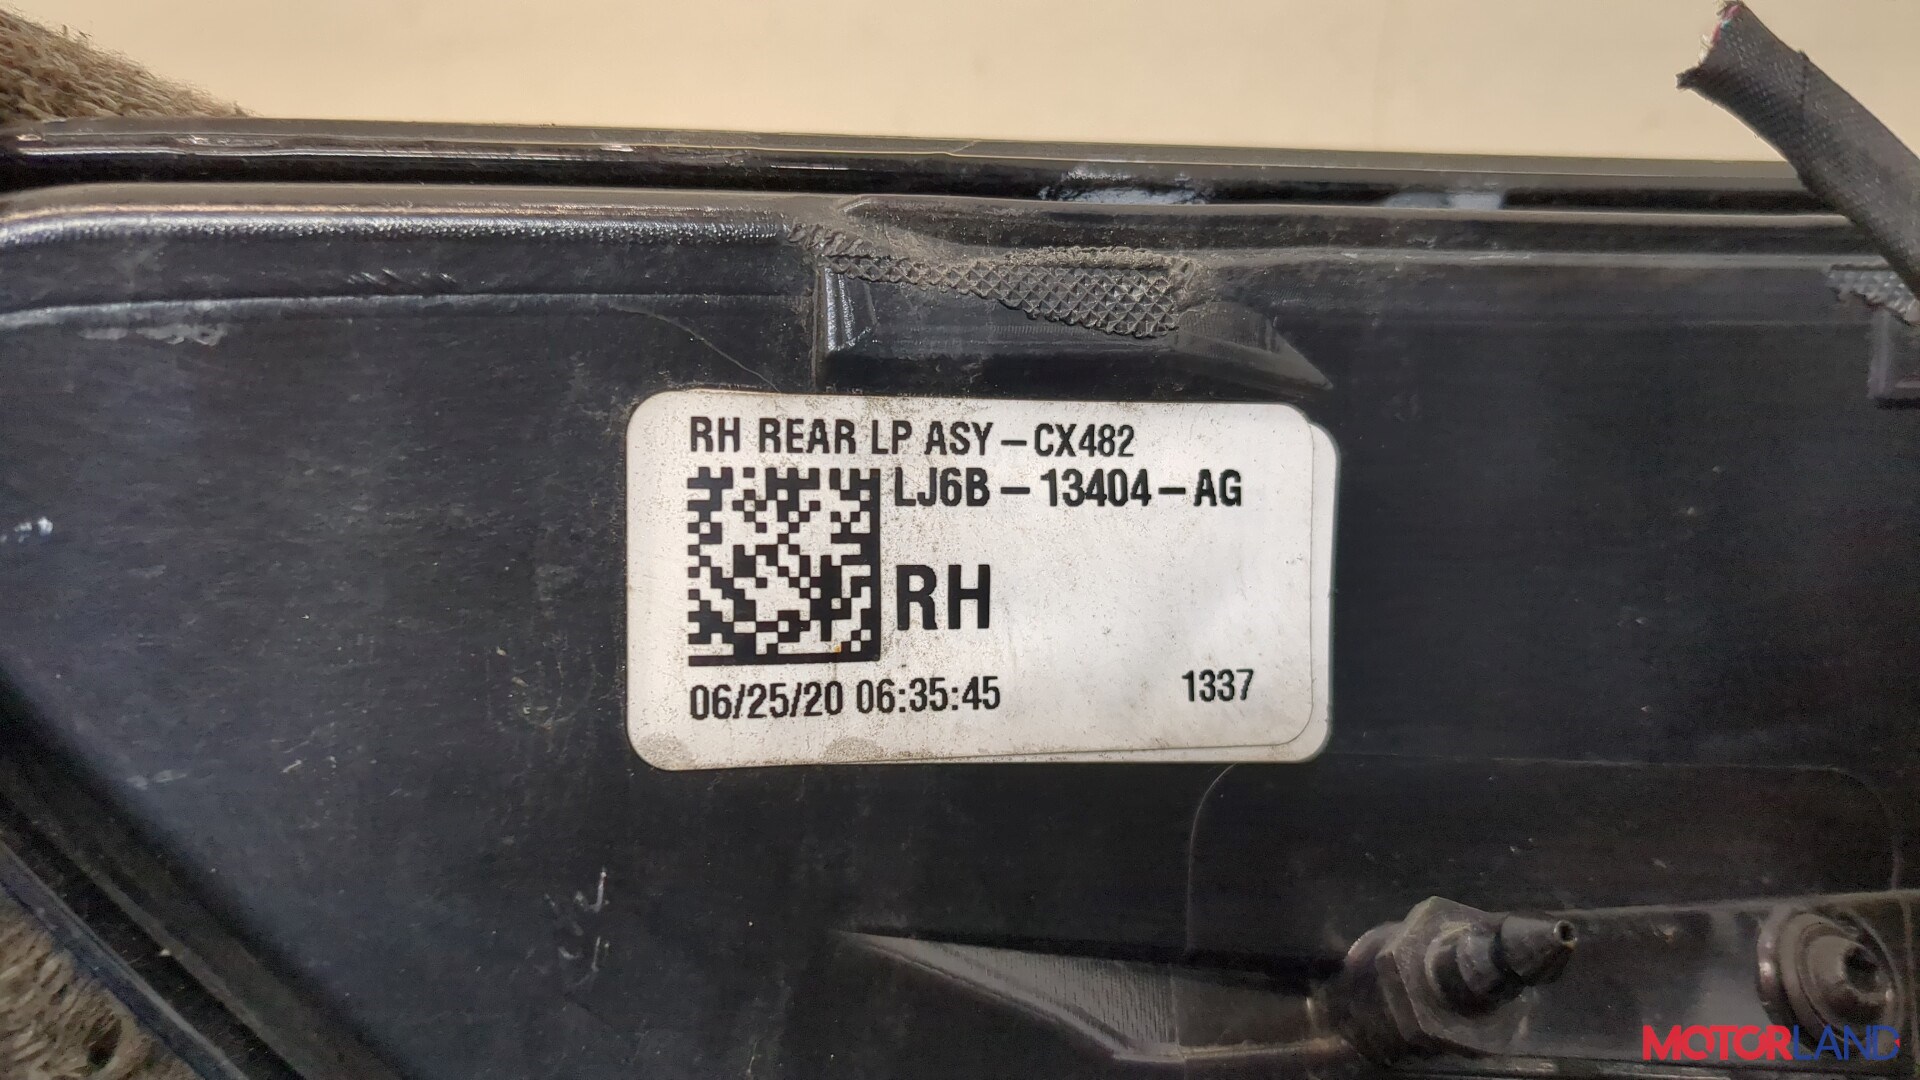 RH REAR LP ASY - CX482
LJ6B - 13404 - AG
RH
06/25/20 06:35:45
1337
MOTORLAND